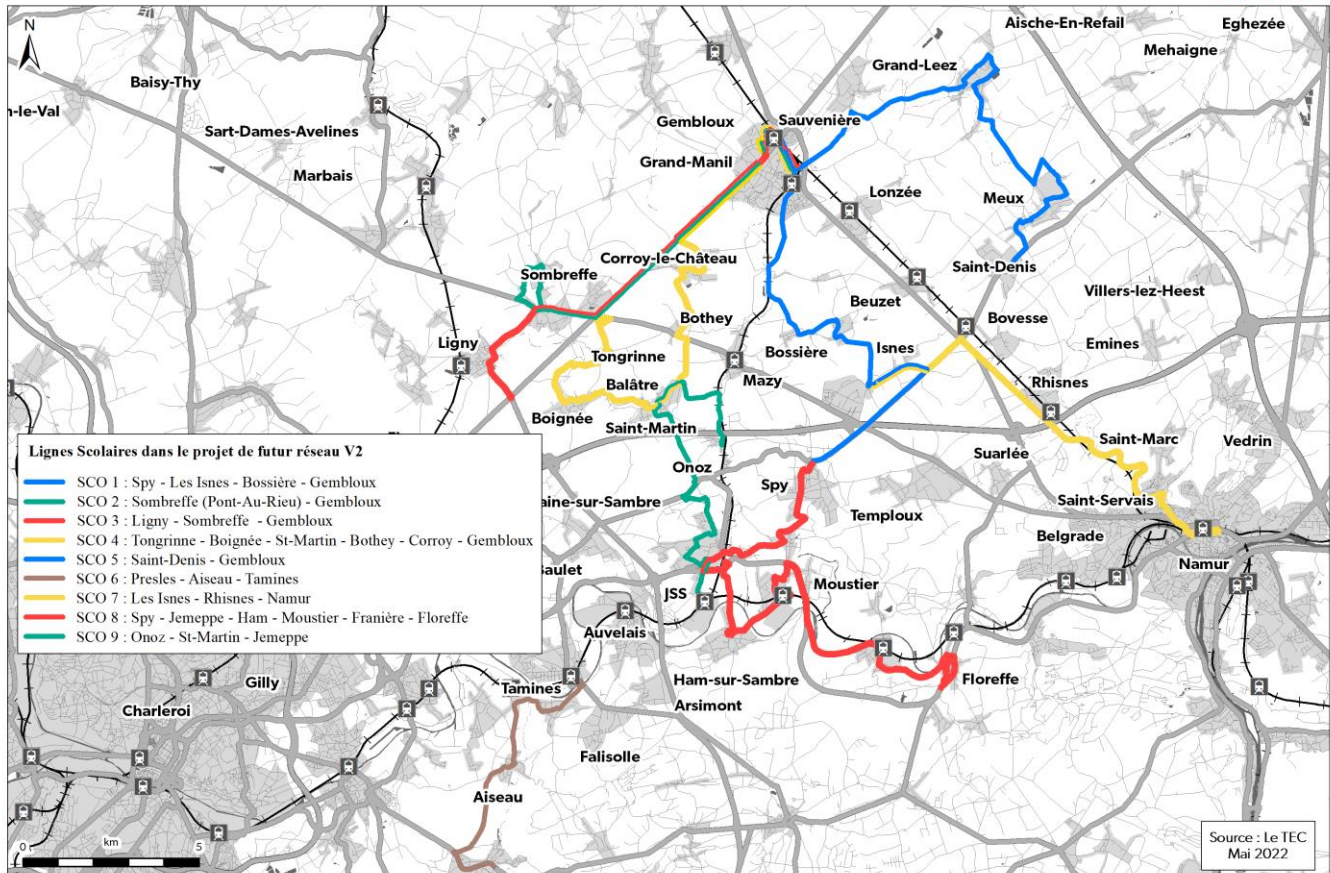 N
Aische-En-Refail
Eghezée
Mehaigne
Baisy-Thy
Grand-Leez
n-le-Val
Sart-Dames-Avelines
Gembloux
Sauvenière
Grand-Manil
Marbais
Lonzée
Meux
Corroy-le-Château
Saint-Denis
Sombreffe
Villers-lez-Heest
Beuzet
Bothey
Bovesse
Ligny
Emines
Bossière
Isnes
Tongrinne
Balâtre
Mazy
Rhisnes
Boignée
Saint-Martin
Saint-Marc
Vedrin
Suarlée
Onoz
Spy
Saint-Servais
aine-sur-Sambre
Temploux
Belgrade
Namur
Baulet
JSS
Moustier
Auvelais
Ham-sur-Sambre
Floreffe
Tamines
Arsimont
Gilly
Charleroi
Falisolle
Aiseau
Lignes Scolaires dans le projet de futur réseau V2
SCO 1 : Spy - Les Isnes - Bossière - Gembloux
SCO 2 : Sombreffe (Pont-Au-Rieu) - Gembloux
SCO 3 : Ligny - Sombreffe - Gembloux
SCO 4 : Tongrinne - Boignée - St-Martin - Bothey - Corroy - Gembloux
SCO 5 : Saint-Denis - Gembloux
SCO 6 : Presles - Aiseau - Tamines
SCO 7 : Les Isnes - Rhisnes - Namur
SCO 8 : Spy - Jemeppe - Ham - Moustier - Franière - Floreffe
SCO 9 : Onoz - St-Martin - Jemeppe
0 km 5
Source : Le TEC
Mai 2022